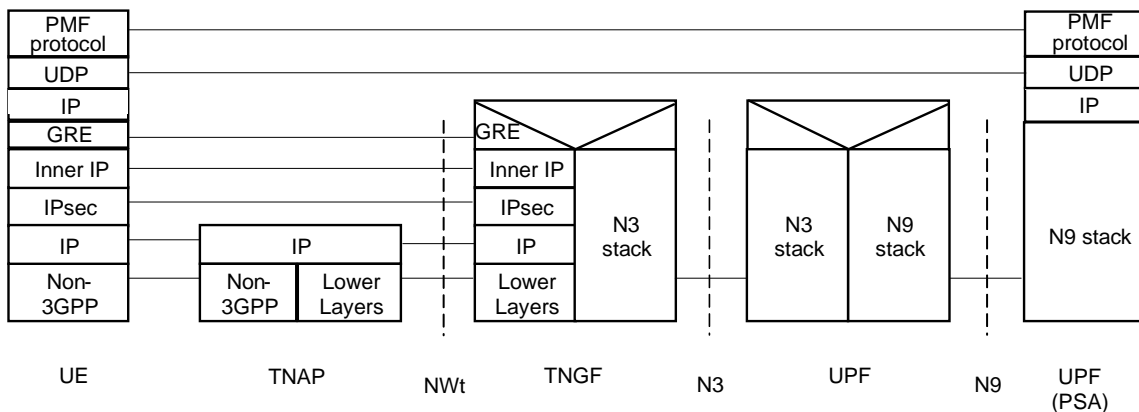 PMF
protocol
UDP
IP
GRE
Inner IP
IPsec
IP
Non-
3GPP
UE
IP
Non-
3GPP
Lower
Layers
TNAP
NWt
GRE
Inner IP
IPsec
IP
Lower
Layers
N3
stack
TNGF
N3
N3
stack
N9
stack
UPF
N9
PMF
protocol
UDP
IP
N9 stack
UPF
(PSA)